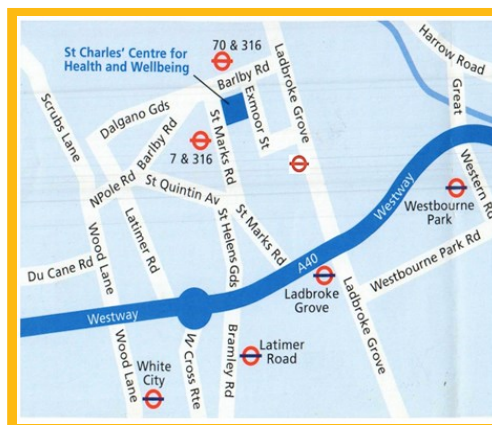 70 & 316
St Charles' Centre for
Health and Wellbeing
Barlby Rd
Ladbroke Grove
Harrow Road
Great
Western Rd
Scrubs Lane
Dalgano Gds
Exmoor St
Barlby Rd
7 & 316
St Marks Rd
NPole Rd
St Quintin Av
Westbourne
Park
Westway
Wood Lane
Latimer Rd
St Helens Gds
St Marks Rd
Westbourne Park Rd
Du Cane Rd
A40
Ladbroke
Grove
Ladbroke Grove
Westway
Wood Lane
W Cross Rte
Bramley Rd
Latimer
Road
White
City